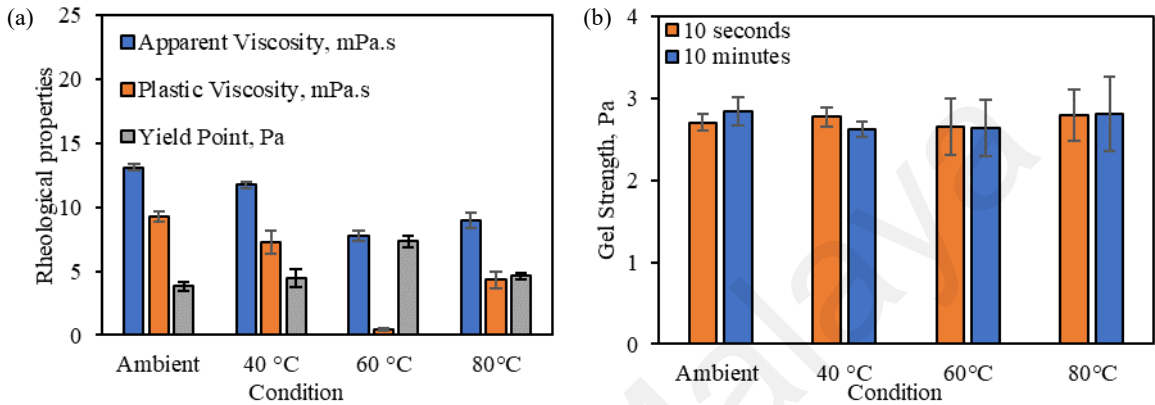 (a)
25
20
15
10
5
0
Rheological properties
Apparent Viscosity, mPa.s
Plastic Viscosity, mPa.s
Yield Point, Pa
Ambient 40 °C 60 °C 80°C
Condition
(b)
4
3
2
1
0
Gel Strength, Pa
10 seconds
10 minutes
Ambient 40 °C 60°C 80°C
Condition
Malaya